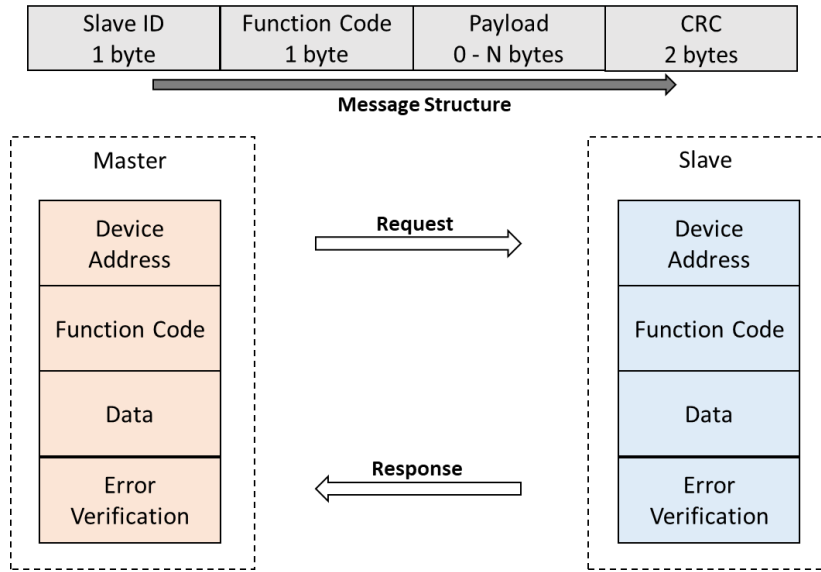 Slave ID
1 byte
Function Code
1 byte
Payload
0 - N bytes
CRC
2 bytes
Message Structure
Master
Device
Address
Function Code
Data
Error
Verification
Request
Response
Slave
Device
Address
Function Code
Data
Error
Verification